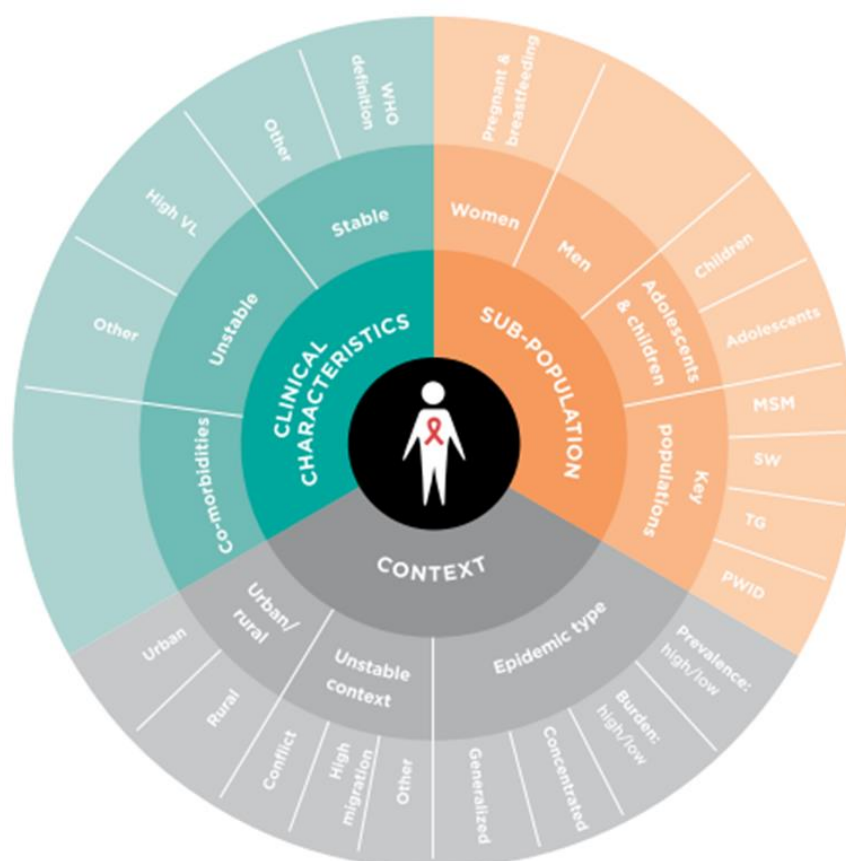 CLINICAL
CHARACTERISTICS
Stable
WHO
definition
Other
Unstable
High VL
Other
Co-morbidities
SUB-POPULATION
Women
Pregnant &
breastfeeding
Men
Adolescents
& children
Children
Adolescents
Key
populations
MSM
SW
TG
PWID
CONTEXT
Urban/
rural
Urban
Rural
Unstable
context
Conflict
High
migration
Other
Epidemic type
Generalized
Concentrated
Burden:
high/low
Prevalence:
high/low